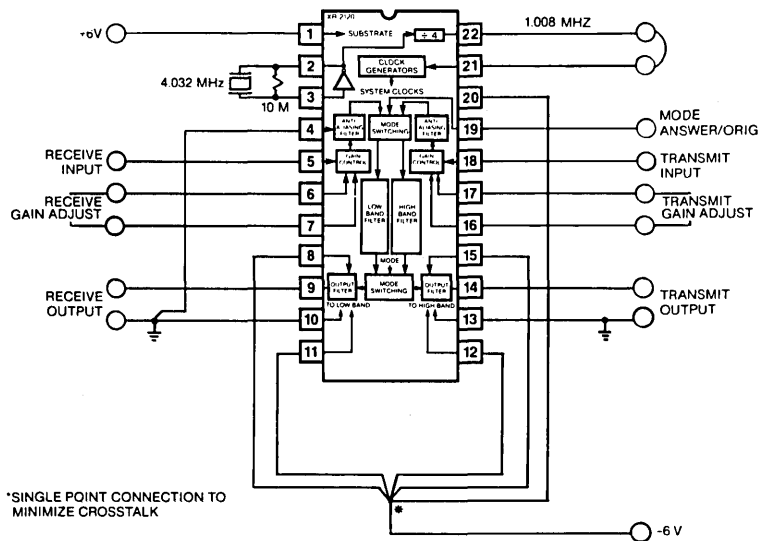 XR 2120
+6V
1
SUBSTRATE
÷ 4
22
1.008 MHZ
2
CLOCK
GENERATORS
21
4.032 MHz
10 M
3
SYSTEM CLOCKS
20
4
ANTI
ALIASING
FILTER
MODE
SWITCHING
ANTI
ALIASING
FILTER
19
MODE
ANSWER/ORIG
RECEIVE
INPUT
5
GAIN
CONTROL
GAIN
CONTROL
18
TRANSMIT
INPUT
6
17
RECEIVE
GAIN ADJUST
TRANSMIT
GAIN ADJUST
7
LOW
BAND
FILTER
HIGH
BAND
FILTER
16
8
MODE
15
9
OUTPUT
FILTER
MODE
SWITCHING
OUTPUT
FILTER
14
RECEIVE
OUTPUT
TRANSMIT
OUTPUT
10
TO LOW BAND
TO HIGH BAND
13
11
12
*SINGLE POINT CONNECTION TO
MINIMIZE CROSSTALK
*
-6 V